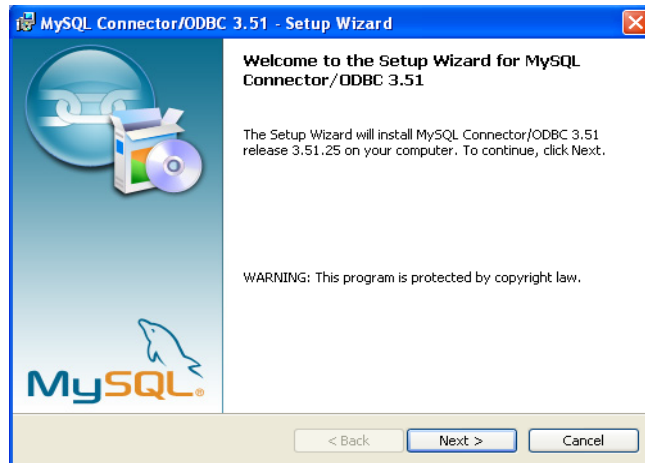 MySQL Connector/ODBC 3.51 - Setup Wizard
Welcome to the Setup Wizard for MySQL
Connector/ODBC 3.51
The Setup Wizard will install MySQL Connector/ODBC 3.51
release 3.51.25 on your computer. To continue, click Next.
WARNING: This program is protected by copyright law.
MySQL®
< Back
Next >
Cancel